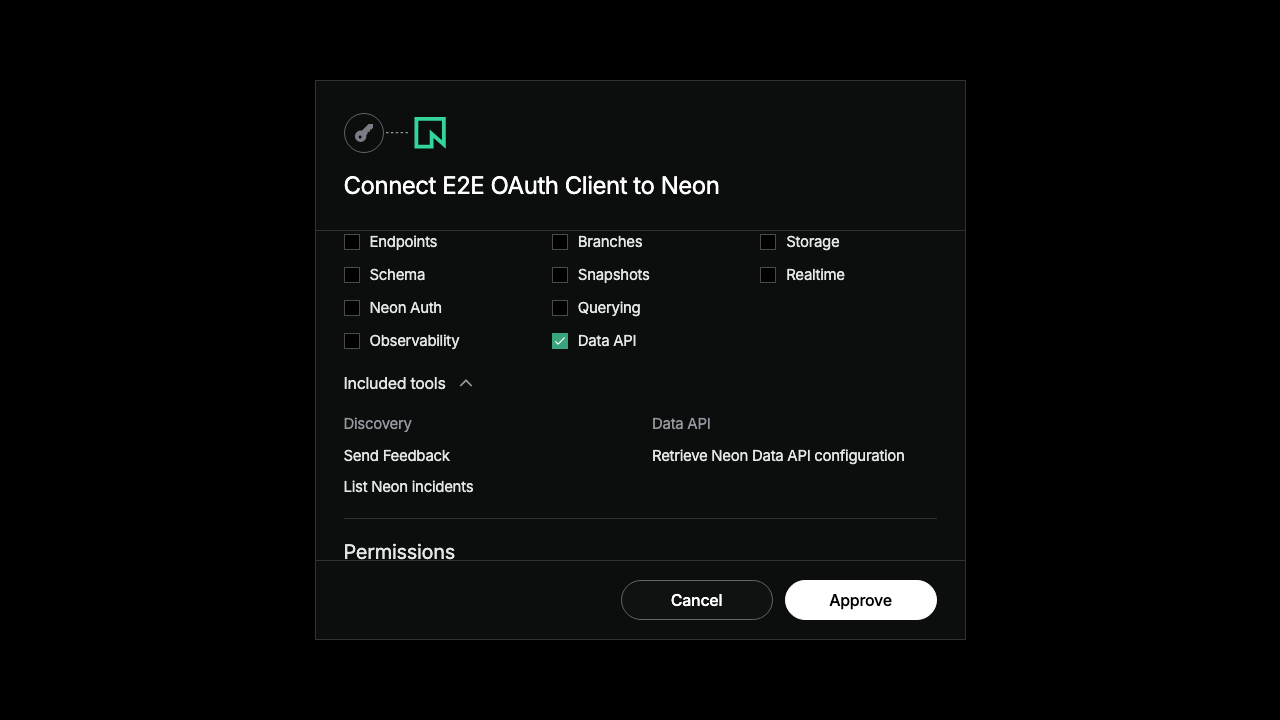 Connect E2E OAuth Client to Neon
Endpoints Branches Storage
Schema Snapshots Realtime
Neon Auth Querying
Observability Data API
Included tools
Discovery Data API
Send Feedback Retrieve Neon Data API configuration
List Neon incidents
Permissions
Cancel Approve